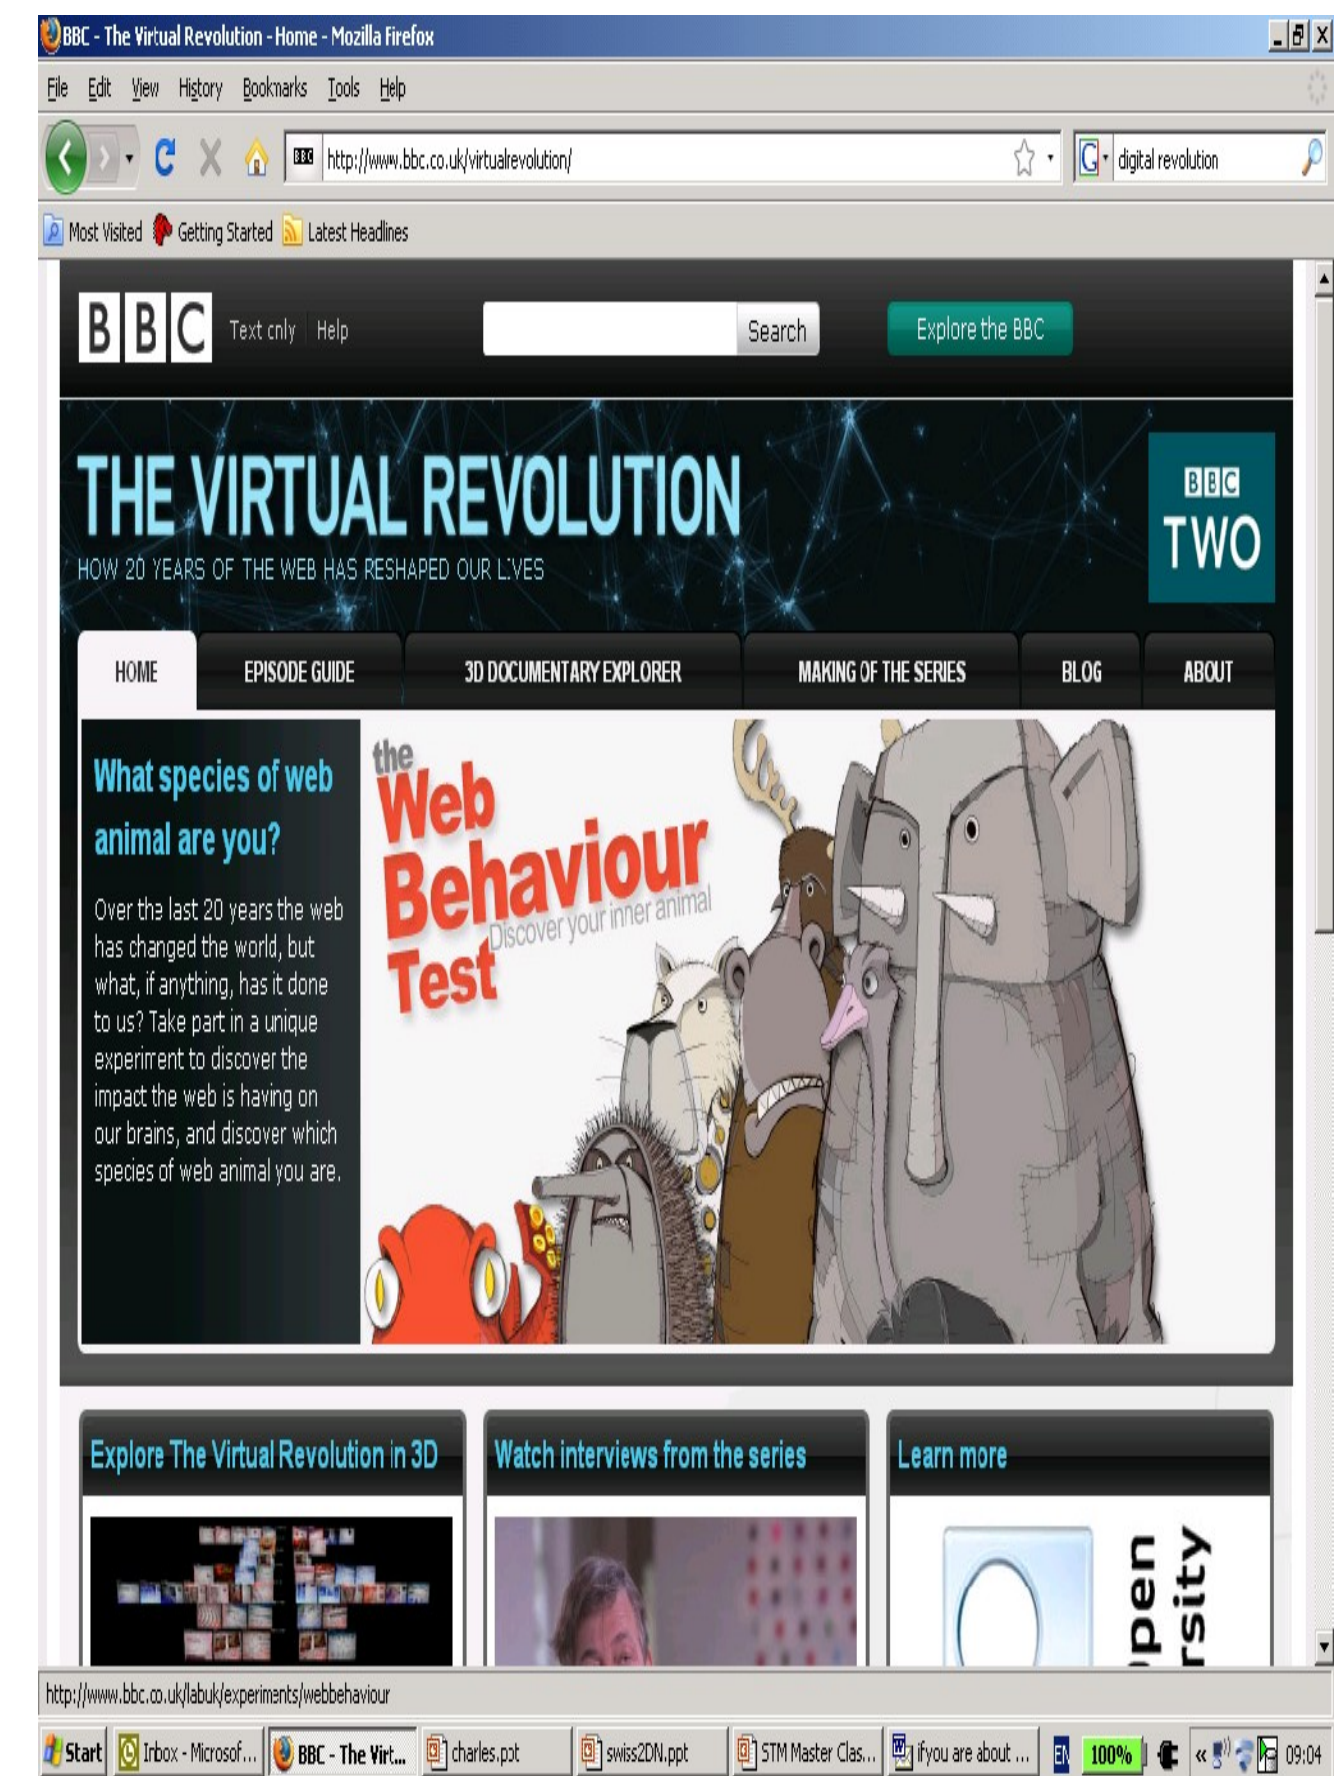 BBC - The Virtual Revolution - Home - Mozilla Firefox
File Edit View History Bookmarks Tools Help
BBC http://www.bbc.co.uk/virtualrevolution/ G digital revolution
Most Visited Getting Started Latest Headlines
BBC Text only Help Search Explore the BBC
THE VIRTUAL REVOLUTION
HOW 20 YEARS OF THE WEB HAS RESHAPED OUR LIVES
BBC
TWO
HOME EPISODE GUIDE 3D DOCUMENTARY EXPLORER MAKING OF THE SERIES BLOG ABOUT
What species of web
animal are you?
Over the last 20 years the web
has changed the world, but
what, if anything, has it done
to us? Take part in a unique
experiment to discover the
impact the web is having on
our brains, and discover which
species of web animal you are.
the
Web
Behaviour
Discover your inner animal
Test
Explore The Virtual Revolution in 3D
Watch interviews from the series
Learn more
http://www.bbc.co.uk/labuk/experiments/webbehaviour
Start Inbox - Microsof... BBC - The Virt... charles.ppt swiss2DN.ppt STM Master Clas... ifyou are about ... EN 100% « 09:04